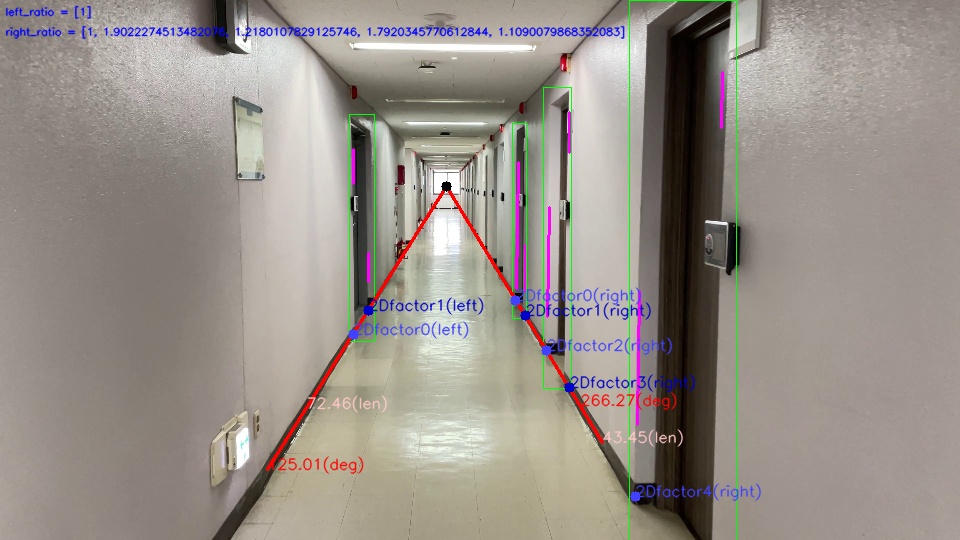 left_ratio = [1]
right_ratio = [1, 1.9022274513482076, 1.2180107829125746, 1.7920345770612844, 1.1090079868352083]
2Dfactor0(right)
2Dfactor1(left)
2Dfactor1(right)
2Dfactor0(left)
2Dfactor2(right)
2Dfactor3(right)
72.46(len)
266.27(deg)
43.45(len)
25.01(deg)
2Dfactor4(right)